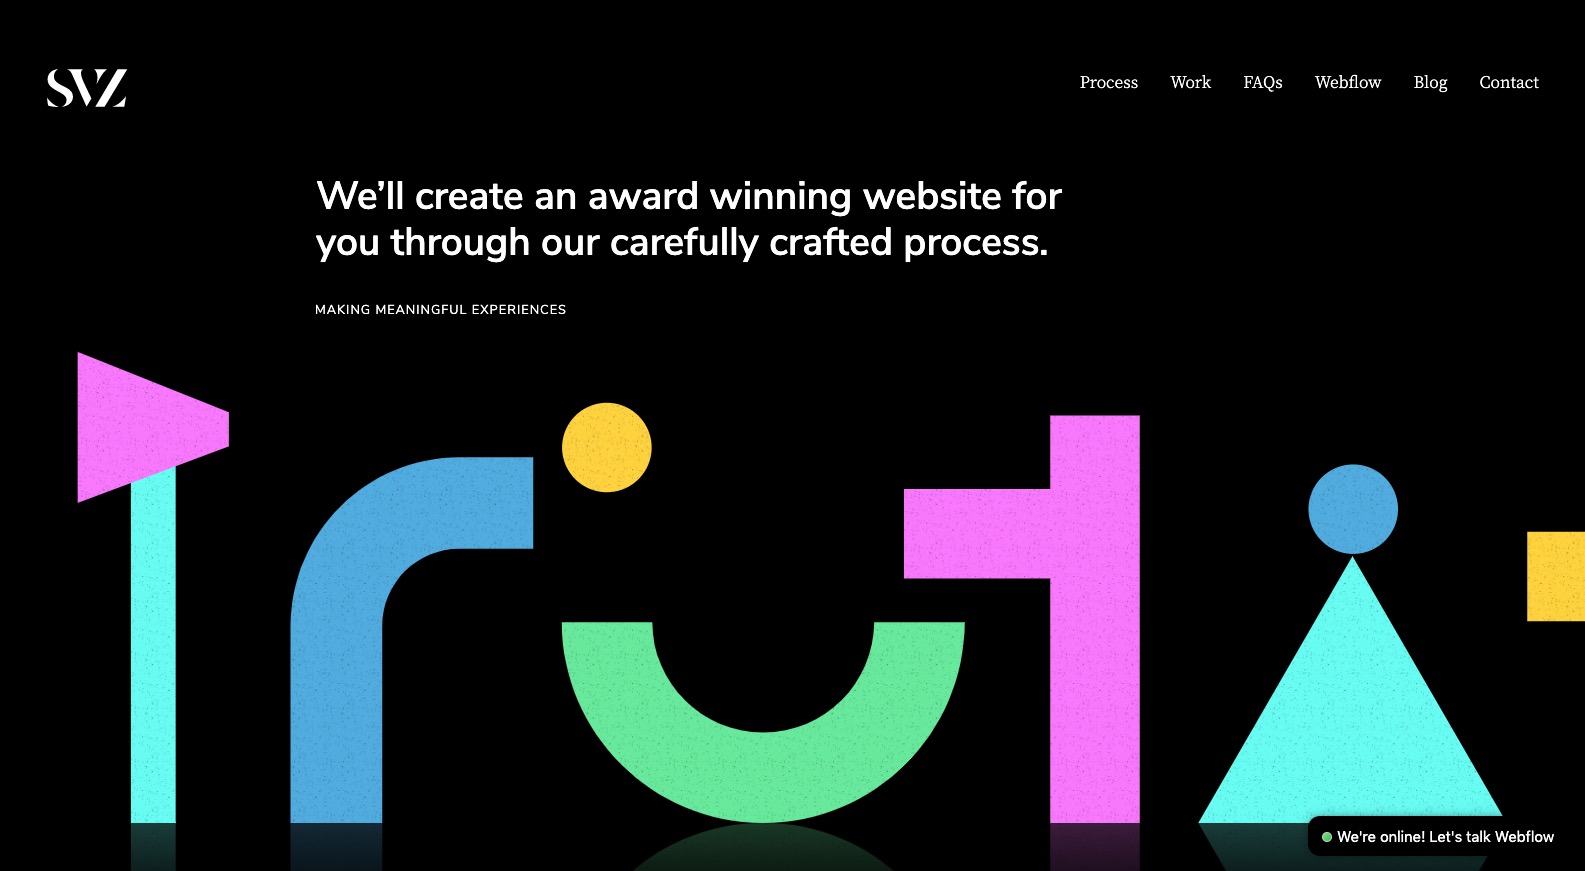 SVZ
Process Work FAQs Webflow Blog Contact
We'll create an award winning website for
you through our carefully crafted process.
MAKING MEANINGFUL EXPERIENCES
We're online! Let's talk Webflow